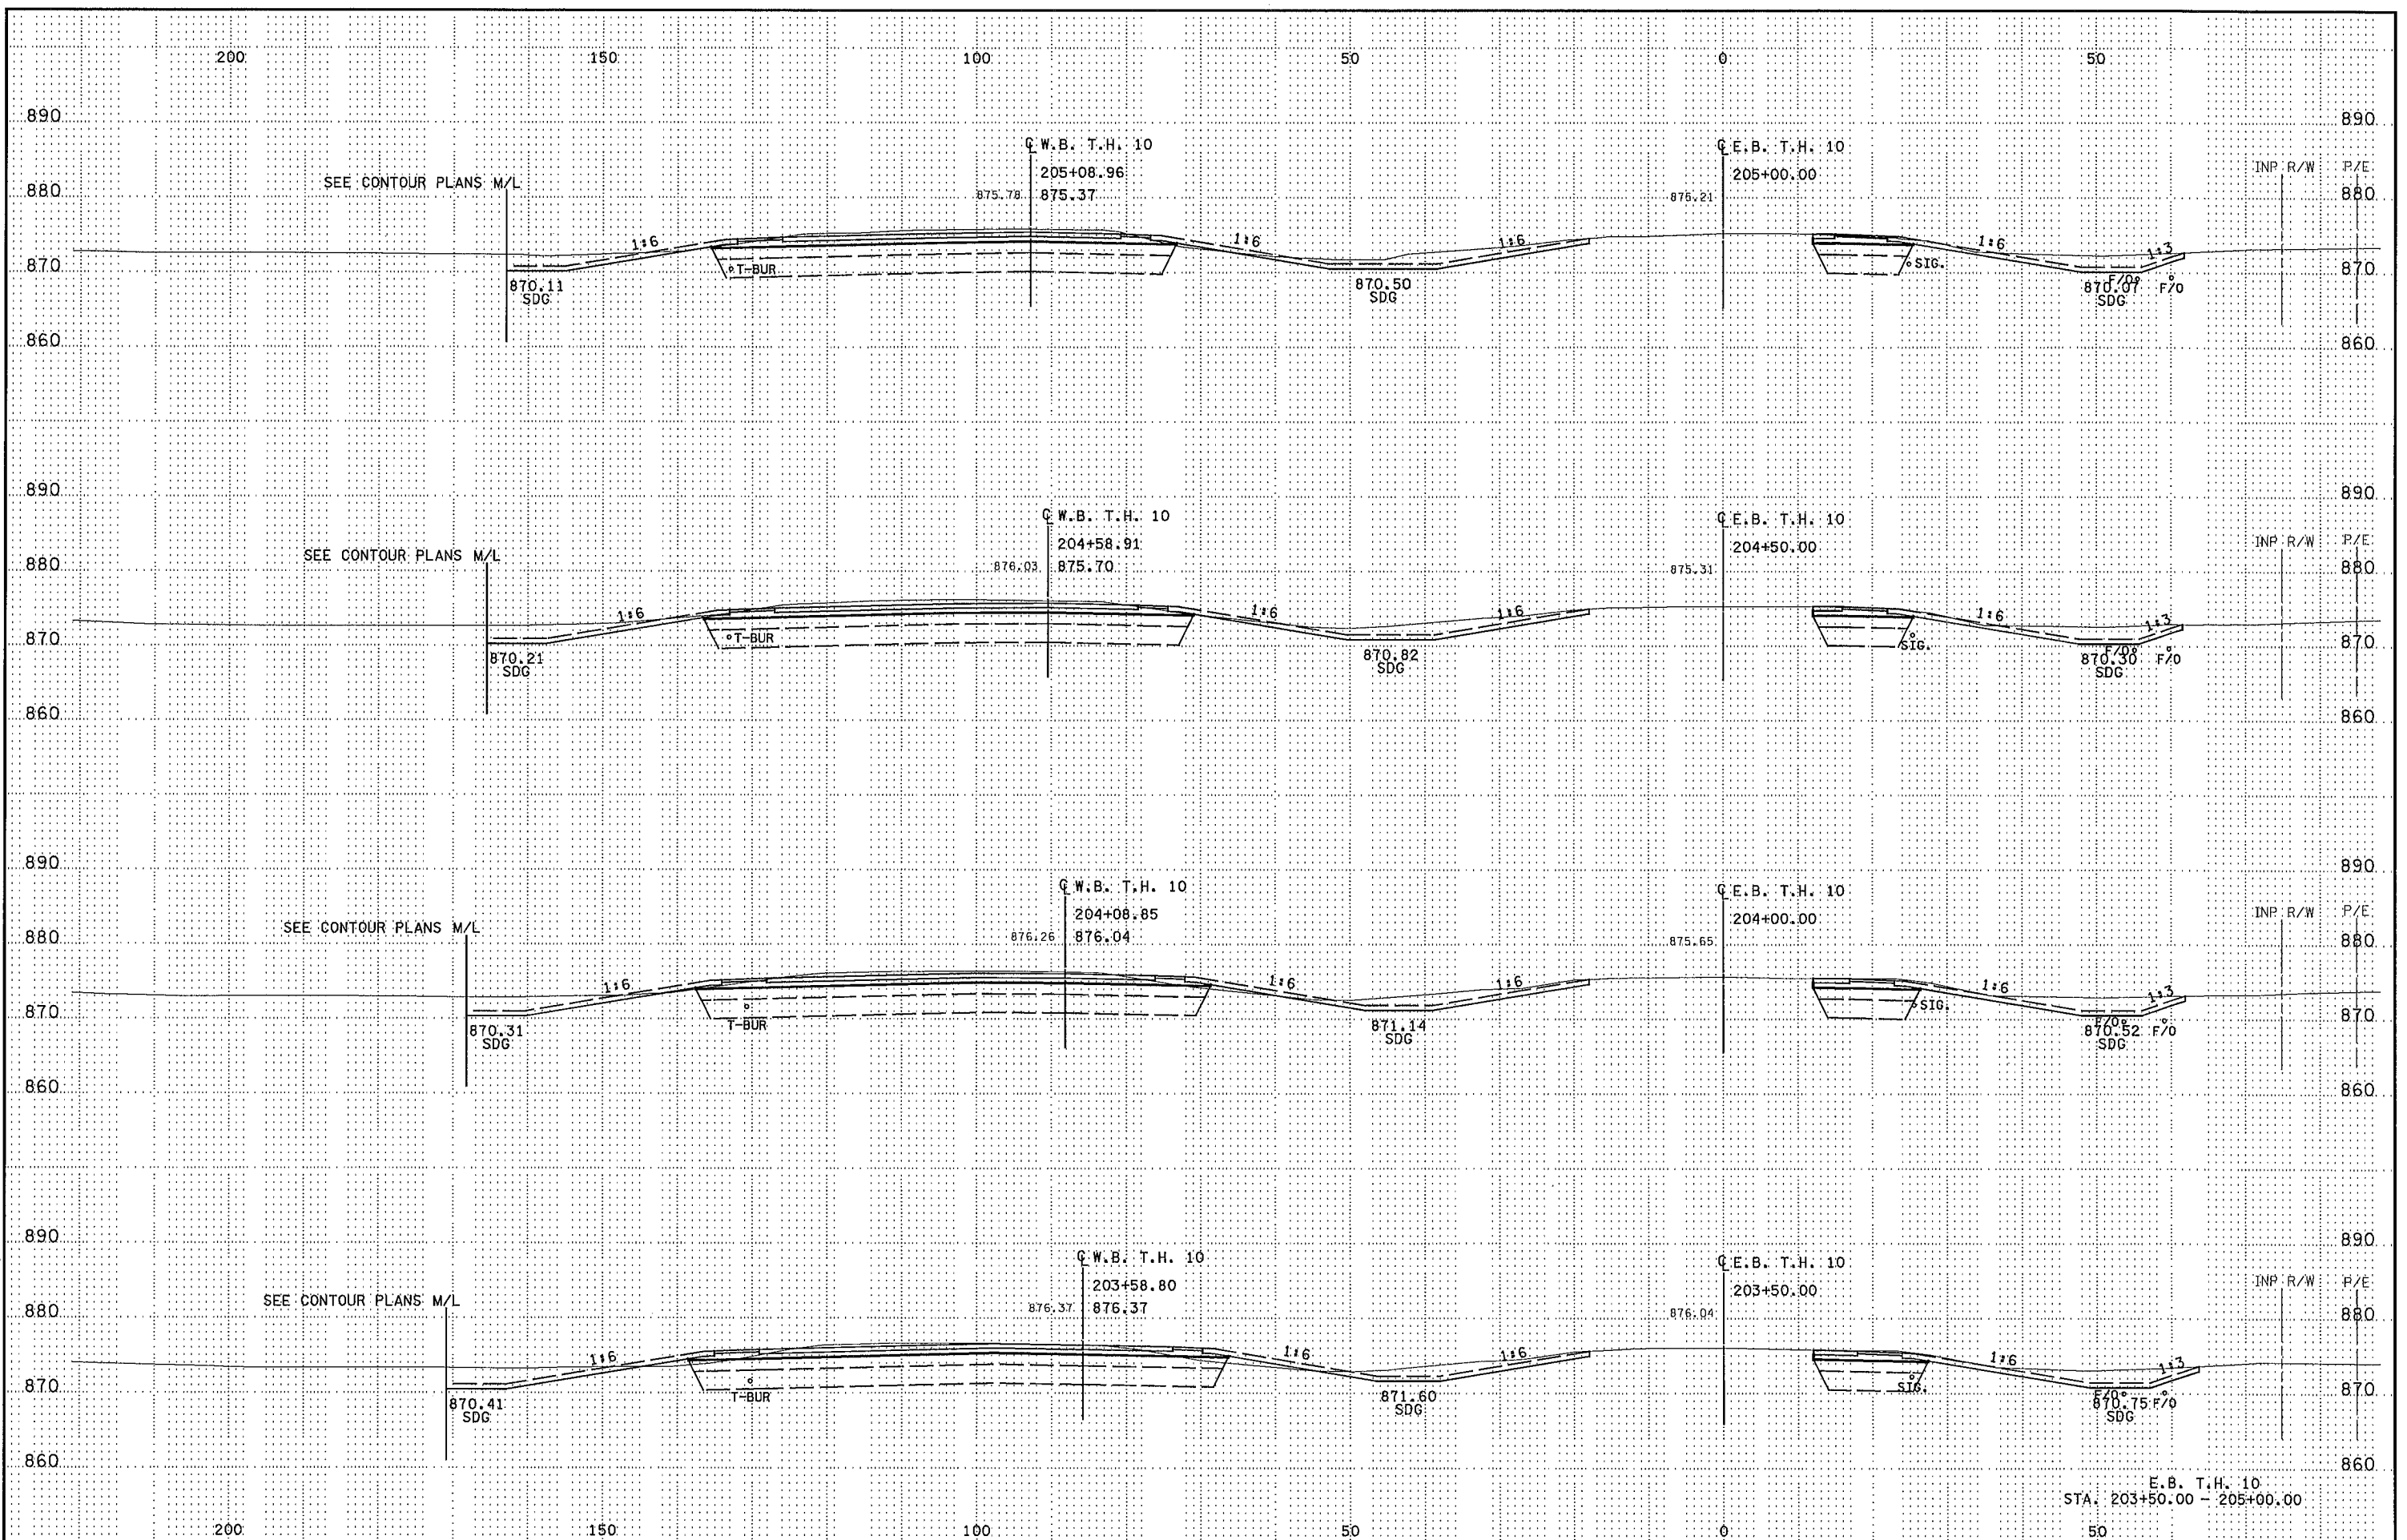 200 150 100 50 0 50
890 890
℄ W.B. T.H. 10 ℄ E.B. T.H. 10
SEE CONTOUR PLANS M/L 205+08.96 205+00.00 INP R/W P/E
880 875.78 875.37 875.21 880
1:6 1:6 1:6 1:6 1:3
870 T-BUR SIG. 870
870.11 870.50 870.07 F/O F/O
SDG SDG SDG
860 860
890 890
℄ W.B. T.H. 10 ℄ E.B. T.H. 10
SEE CONTOUR PLANS M/L 204+58.91 204+50.00 INP R/W P/E
880 876.03 875.70 875.31 880
1:6 1:6 1:6 1:6 1:3
870 T-BUR SIG. 870
870.21 870.82 870.30 F/O F/O
SDG SDG SDG
860 860
890 890
℄ W.B. T.H. 10 ℄ E.B. T.H. 10
SEE CONTOUR PLANS M/L 204+08.85 204+00.00 INP R/W P/E
880 876.26 876.04 875.65 880
1:6 1:6 1:6 1:6 1:3
870 T-BUR SIG. 870
870.31 871.14 870.52 F/O F/O
SDG SDG SDG
860 860
890 890
℄ W.B. T.H. 10 ℄ E.B. T.H. 10
SEE CONTOUR PLANS M/L 203+58.80 203+50.00 INP R/W P/E
880 876.37 876.37 876.04 880
1:6 1:6 1:6 1:6 1:3
870 T-BUR SIG. 870
870.41 871.60 870.75 F/O F/O
SDG SDG SDG
860 860
E.B. T.H. 10
STA. 203+50.00 - 205+00.00
200 150 100 50 0 50